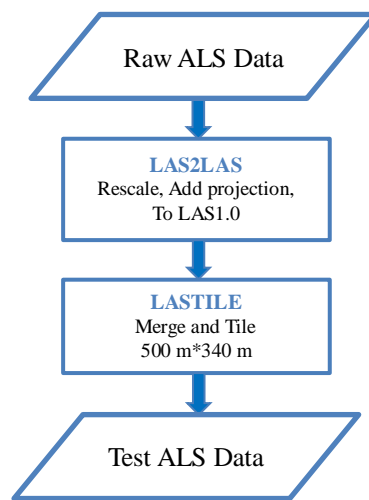 Raw ALS Data
LAS2LAS
Rescale, Add projection,
To LAS1.0
LASTILE
Merge and Tile
500 m*340 m
Test ALS Data